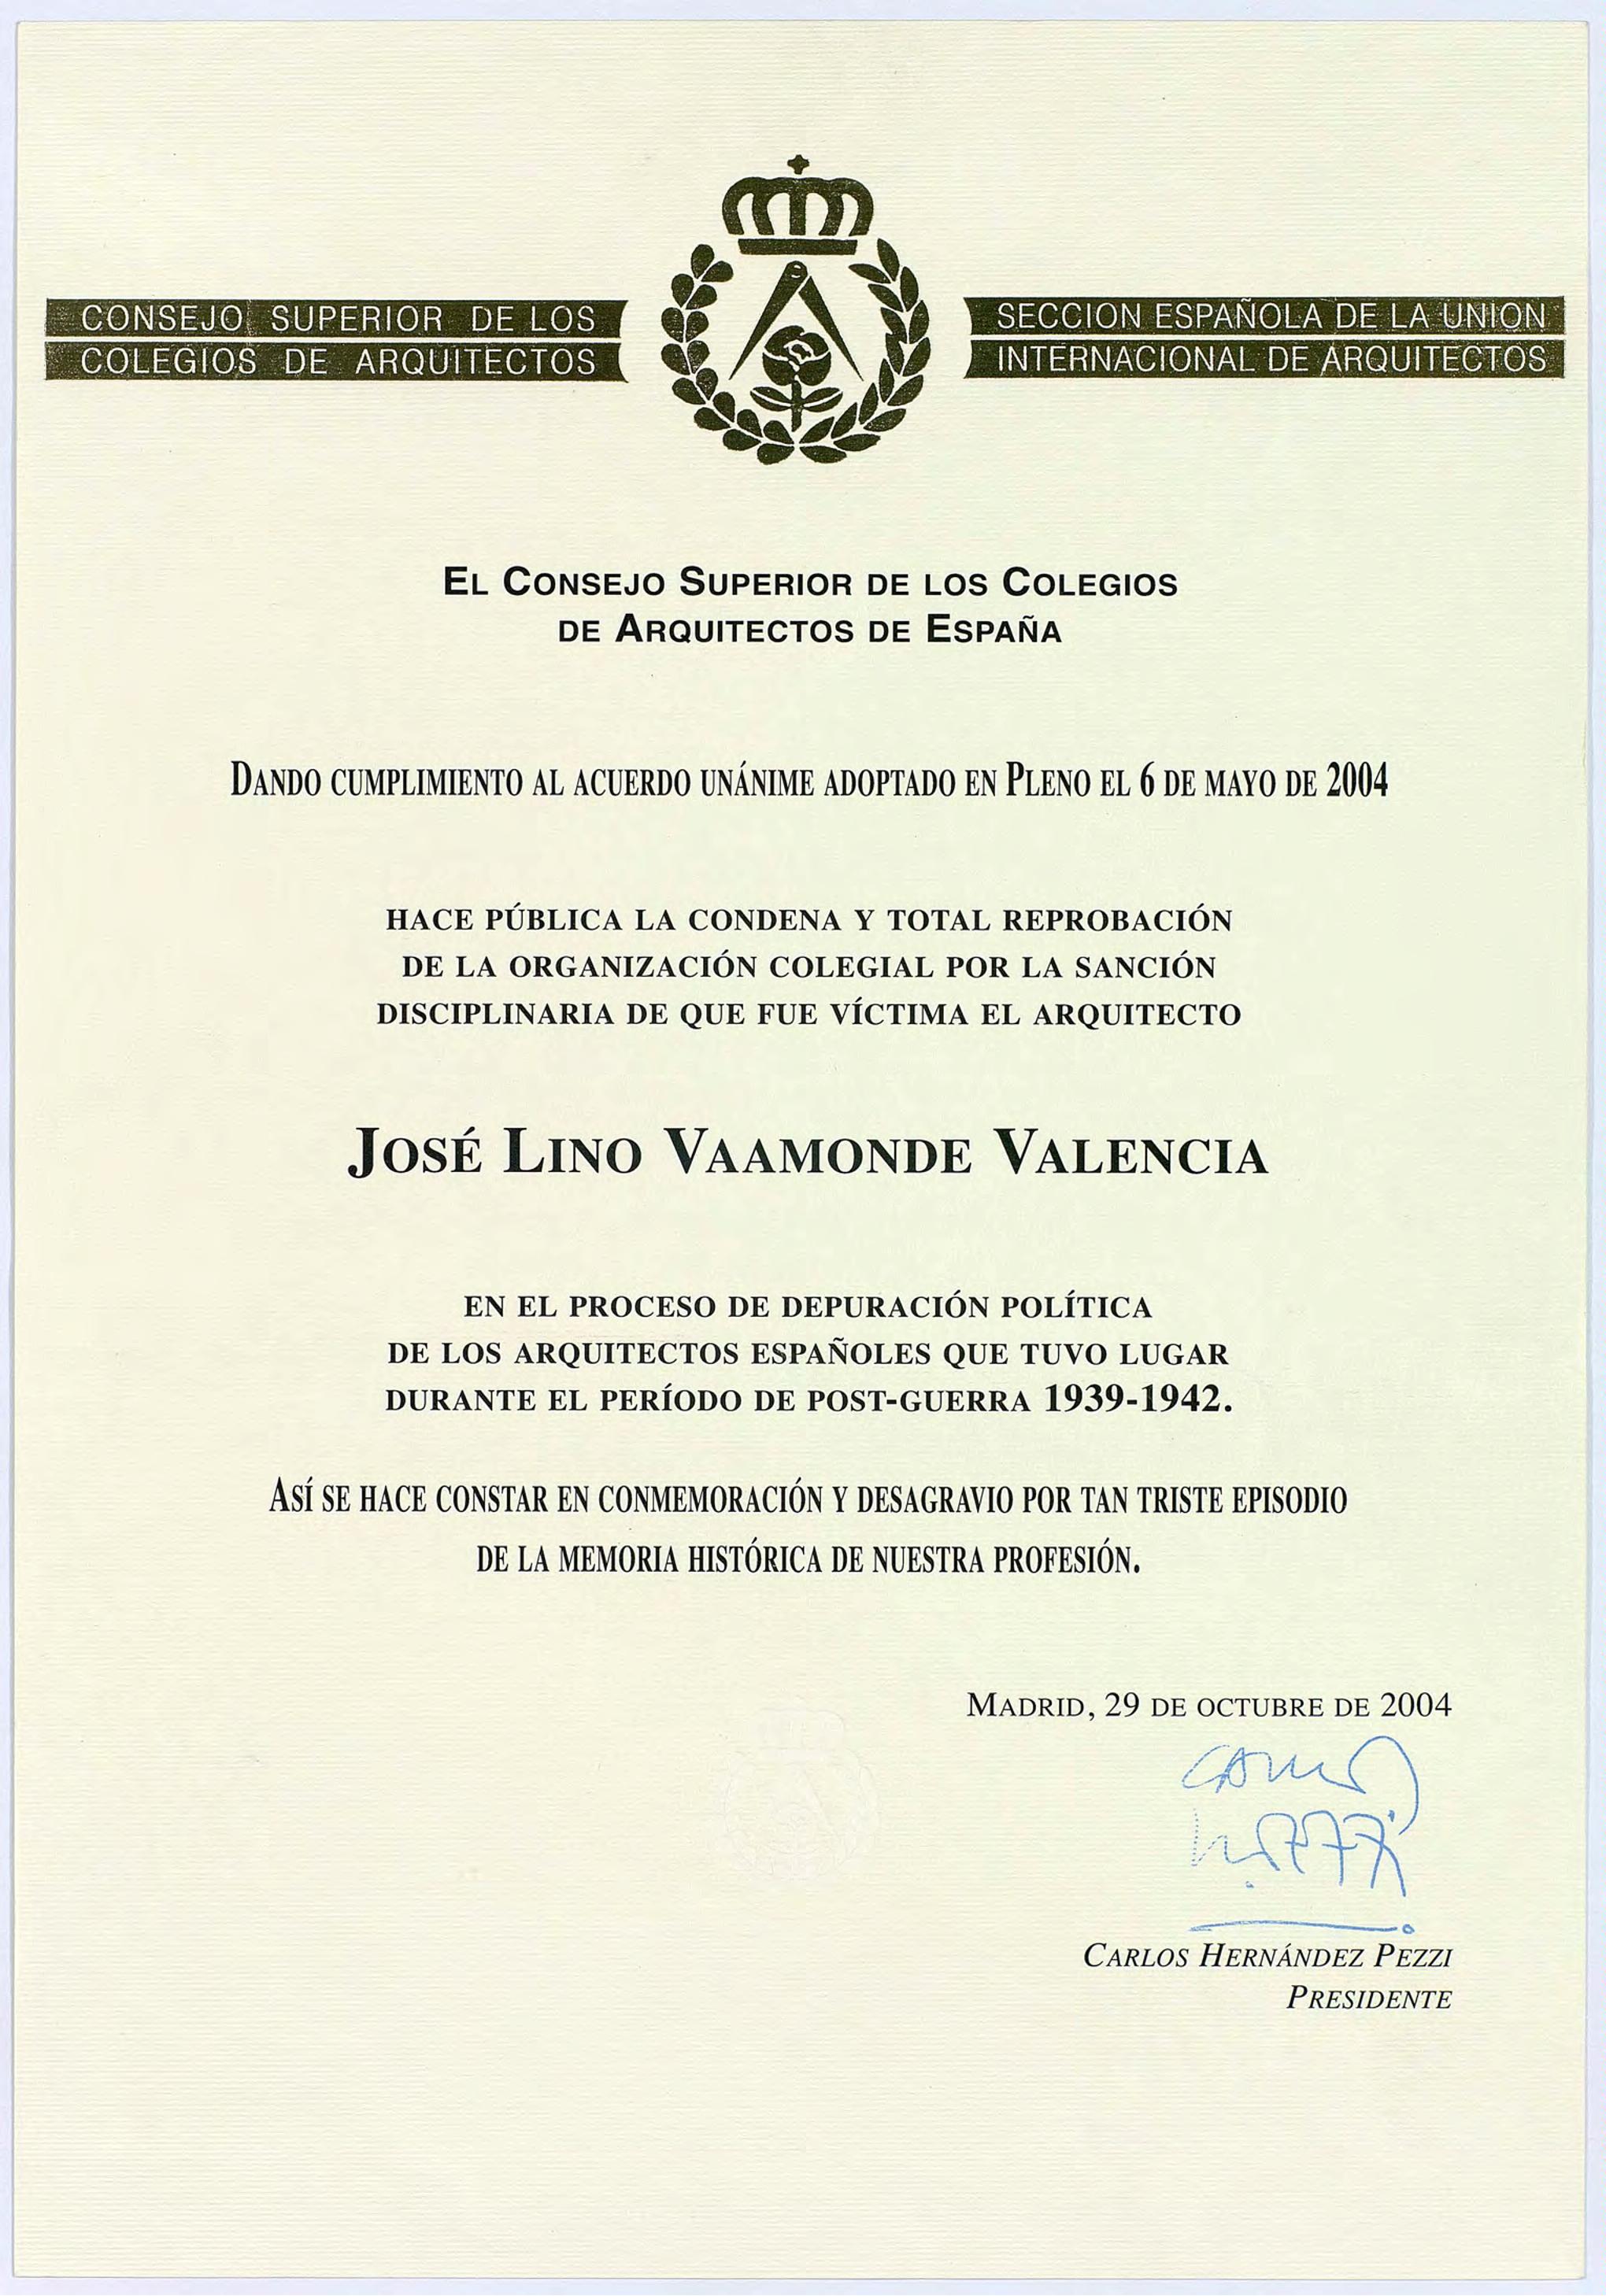 CONSEJO SUPERIOR DE LOS
COLEGIOS DE ARQUITECTOS
SECCION ESPAÑOLA DE LA UNION
INTERNACIONAL DE ARQUITECTOS
EL CONSEJO SUPERIOR DE LOS COLEGIOS
DE ARQUITECTOS DE ESPAÑA
DANDO CUMPLIMIENTO AL ACUERDO UNÁNIME ADOPTADO EN PLENO EL 6 DE MAYO DE 2004
HACE PÚBLICA LA CONDENA Y TOTAL REPROBACIÓN
DE LA ORGANIZACIÓN COLEGIAL POR LA SANCIÓN
DISCIPLINARIA DE QUE FUE VÍCTIMA EL ARQUITECTO
JOSÉ LINO VAAMONDE VALENCIA
EN EL PROCESO DE DEPURACIÓN POLÍTICA
DE LOS ARQUITECTOS ESPAÑOLES QUE TUVO LUGAR
DURANTE EL PERÍODO DE POST-GUERRA 1939-1942.
ASÍ SE HACE CONSTAR EN CONMEMORACIÓN Y DESAGRAVIO POR TAN TRISTE EPISODIO
DE LA MEMORIA HISTÓRICA DE NUESTRA PROFESIÓN.
MADRID, 29 DE OCTUBRE DE 2004
CARLOS HERNÁNDEZ PEZZI
PRESIDENTE